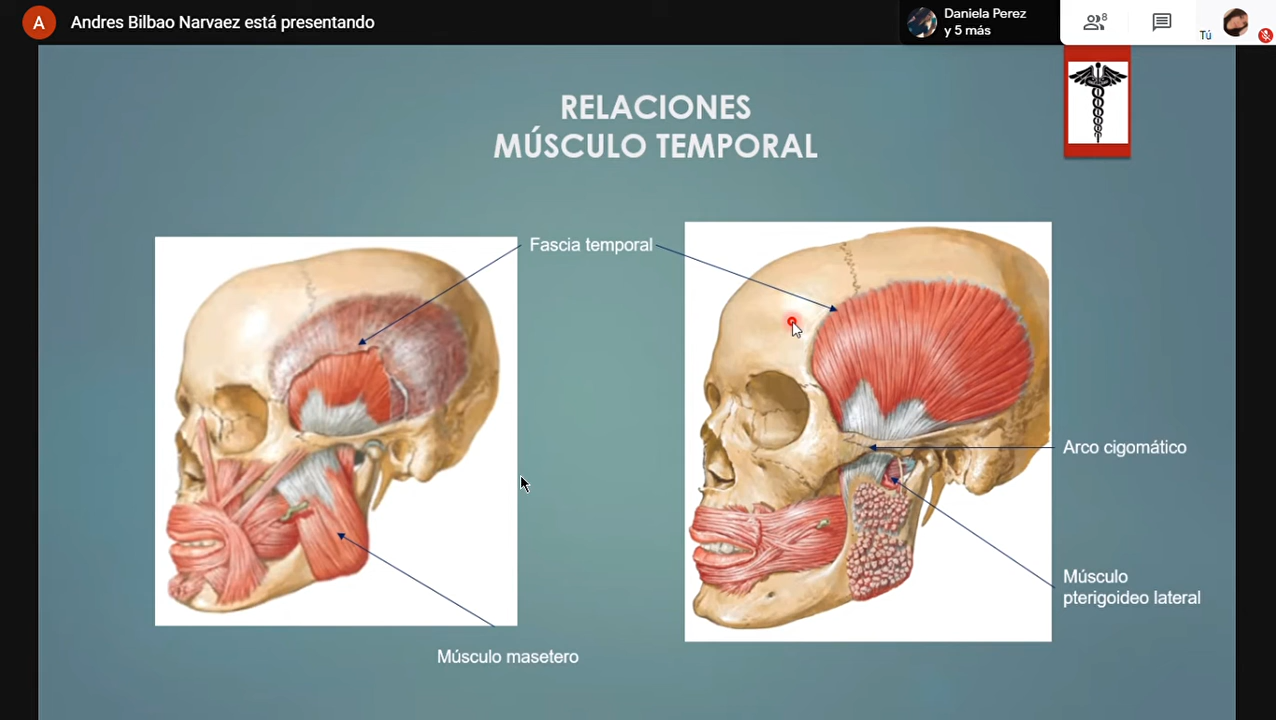 A
Andres Bilbao Narvaez está presentando
Daniela Perez
y 5 más
8
Tú
RELACIONES
MÚSCULO TEMPORAL
Fascia temporal
Arco cigomático
Músculo
pterigoideo lateral
Músculo masetero